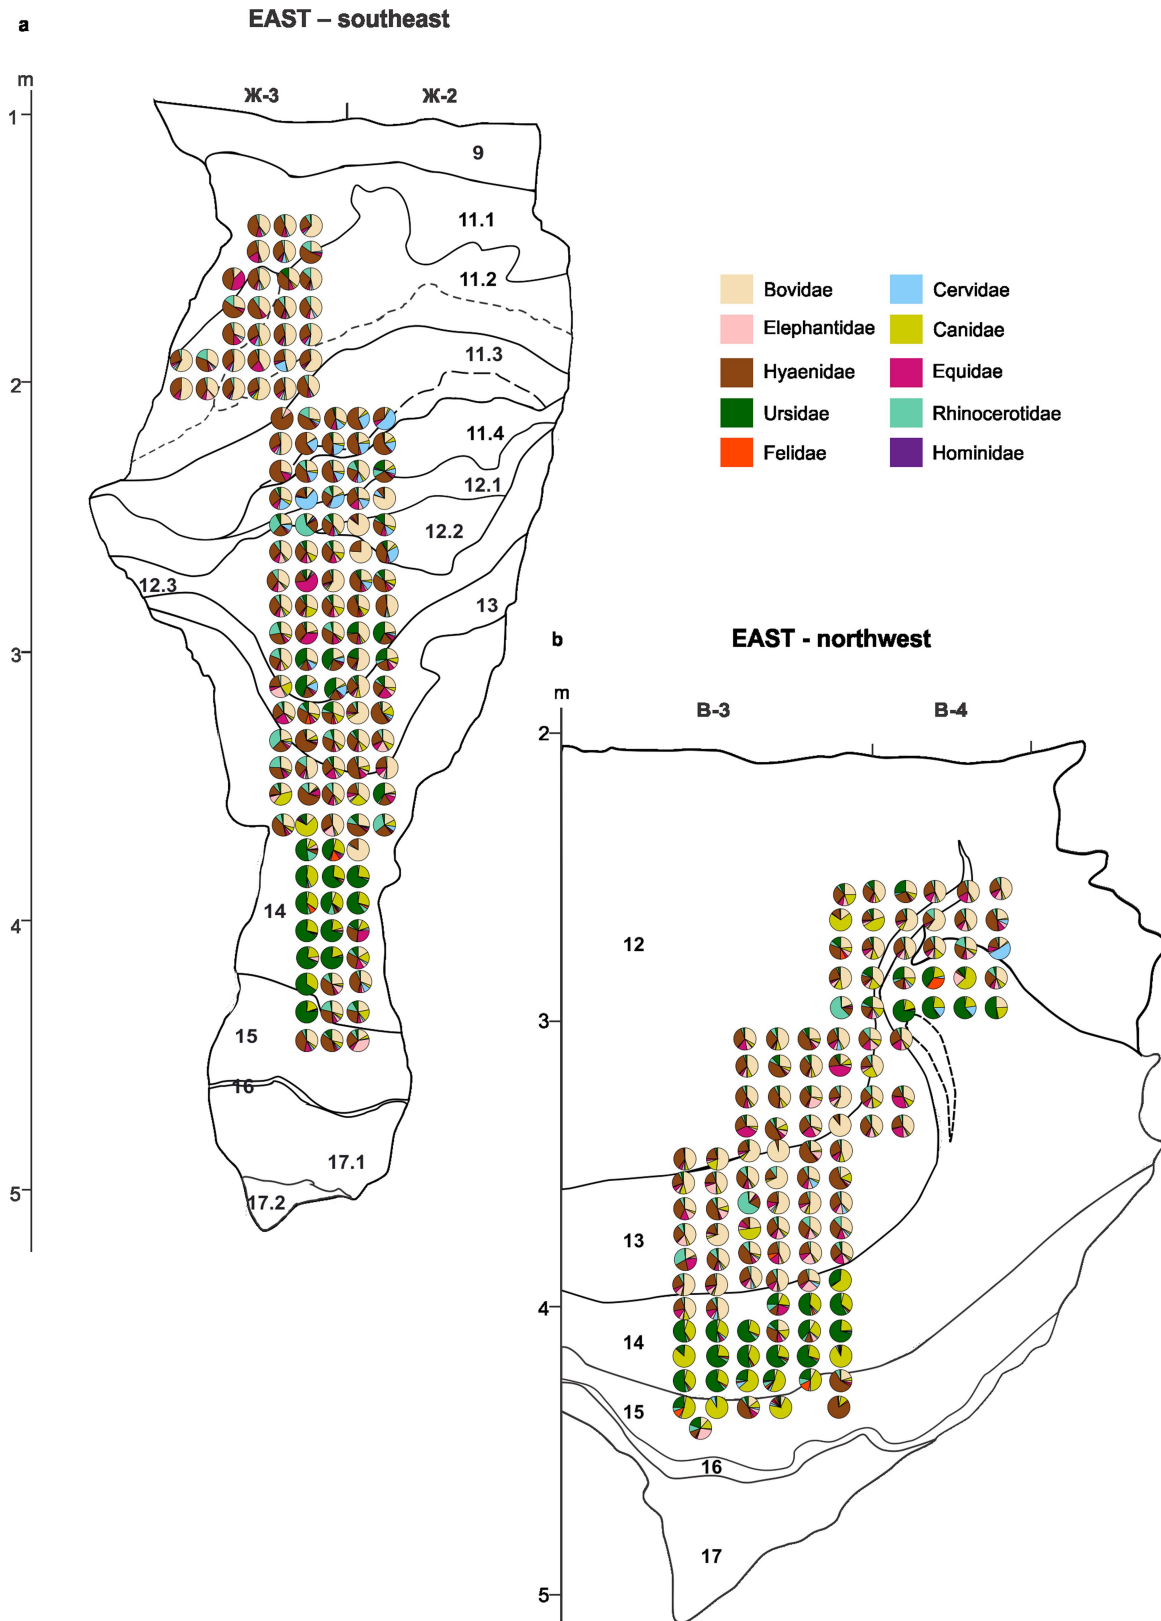 a
EAST – southeast
m
Ж-3
Ж-2
1
9
11.1
11.2
Bovidae
Cervidae
Elephantidae
Canidae
11.3
Hyaenidae
Equidae
2
Ursidae
Rhinocerotidae
11.4
Felidae
Hominidae
12.1
12.2
12.3
13
b
EAST - northwest
3
m
B-3
B-4
2
14
4
12
3
15
16
17.1
5
17.2
13
4
14
15
16
17
5